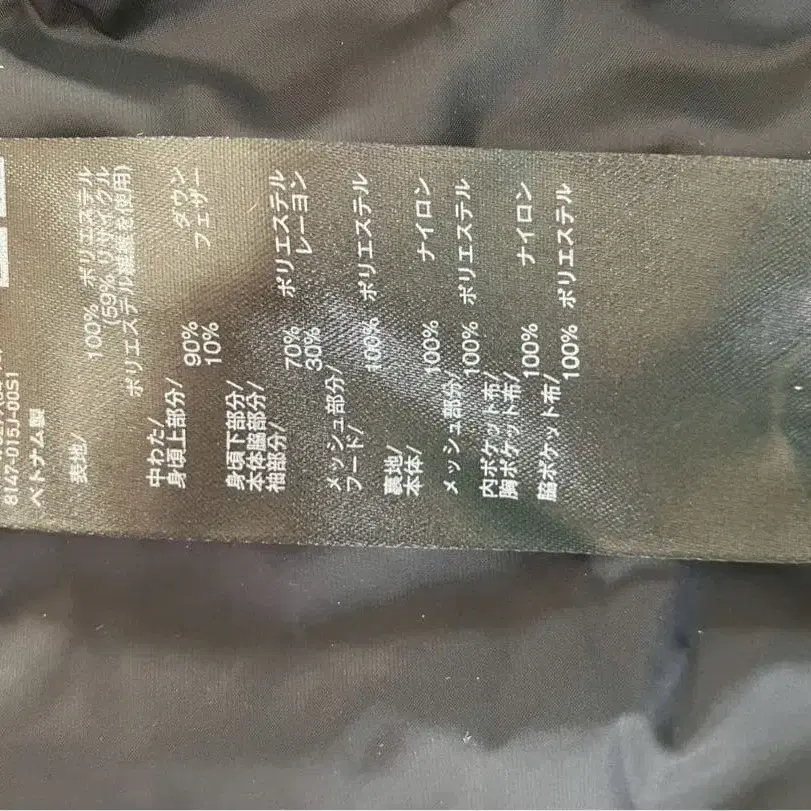 8147-015J-00S1
ベトナム製
表地/ 100% ポリエステル
(59% リサイクル
ポリエステル繊維を使用)
中わた/
身頃上部分/ 90% ダウン
10% フェザー
身頃下部分/
本体脇部分/
袖部分/ 70% ポリエステル
30% レーヨン
メッシュ部分/
フード/ 100% ポリエステル
裏地/
本体/ 100% ナイロン
メッシュ部分/ 100% ポリエステル
内ポケット布/
胸ポケット布/ 100% ナイロン
脇ポケット布/ 100% ポリエステル